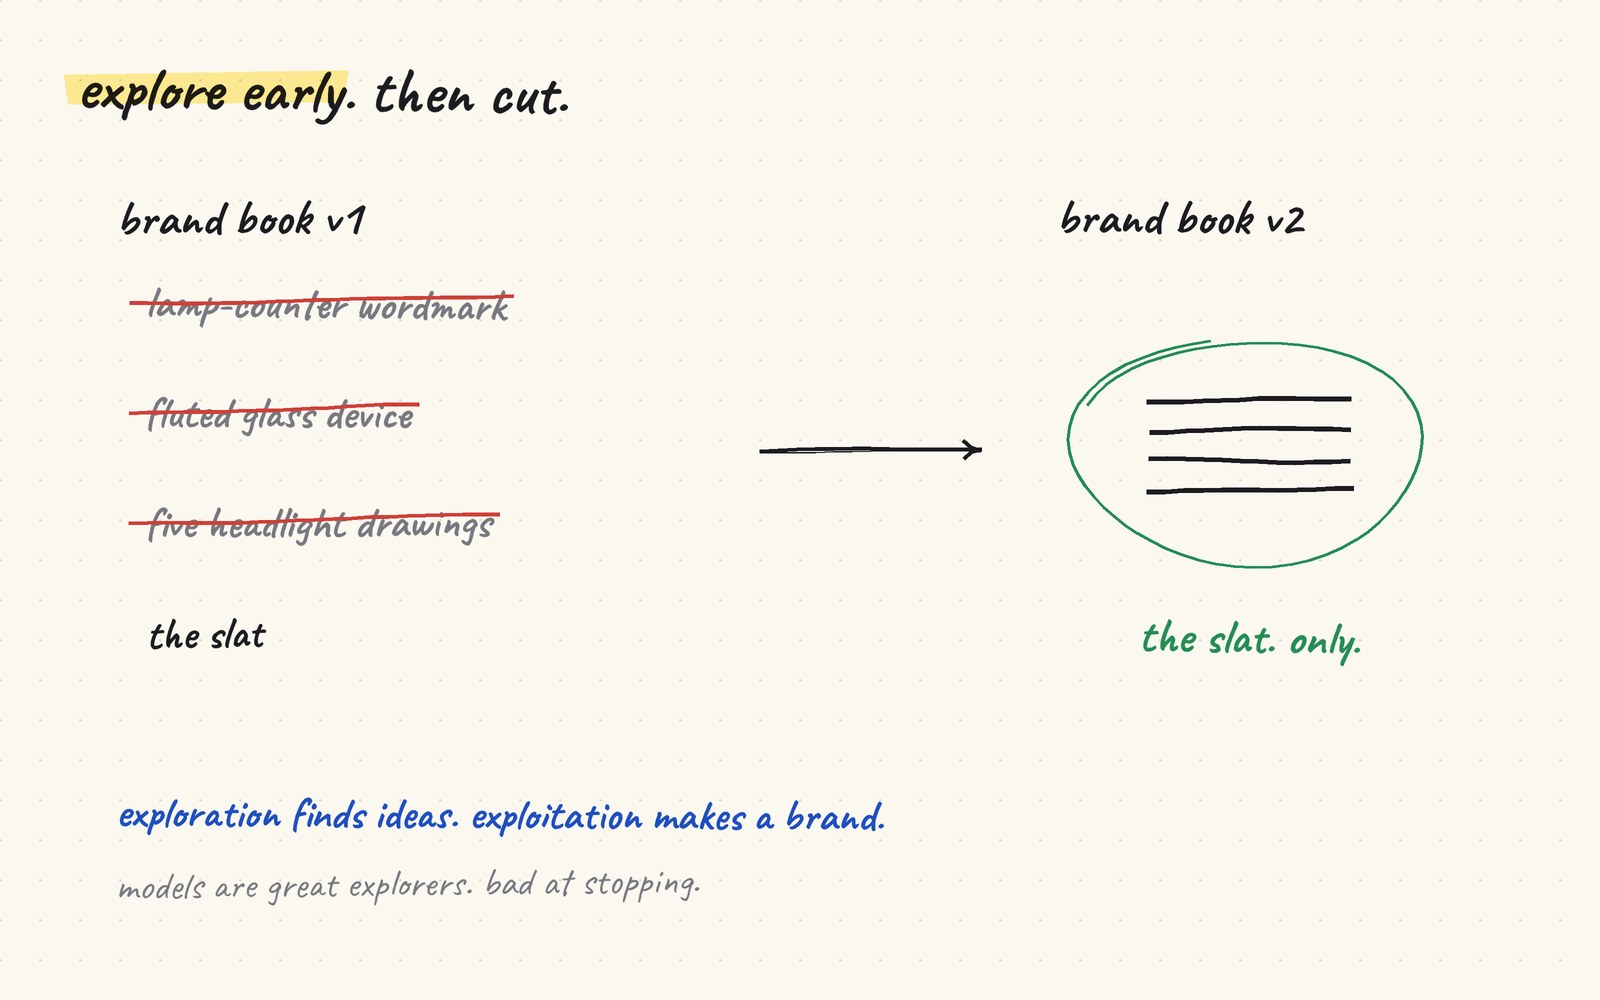 explore early. then cut.
brand book v1
brand book v2
lamp-counter wordmark
fluted glass device
five headlight drawings
the slat
the slat. only.
exploration finds ideas. exploitation makes a brand.
models are great explorers. bad at stopping.